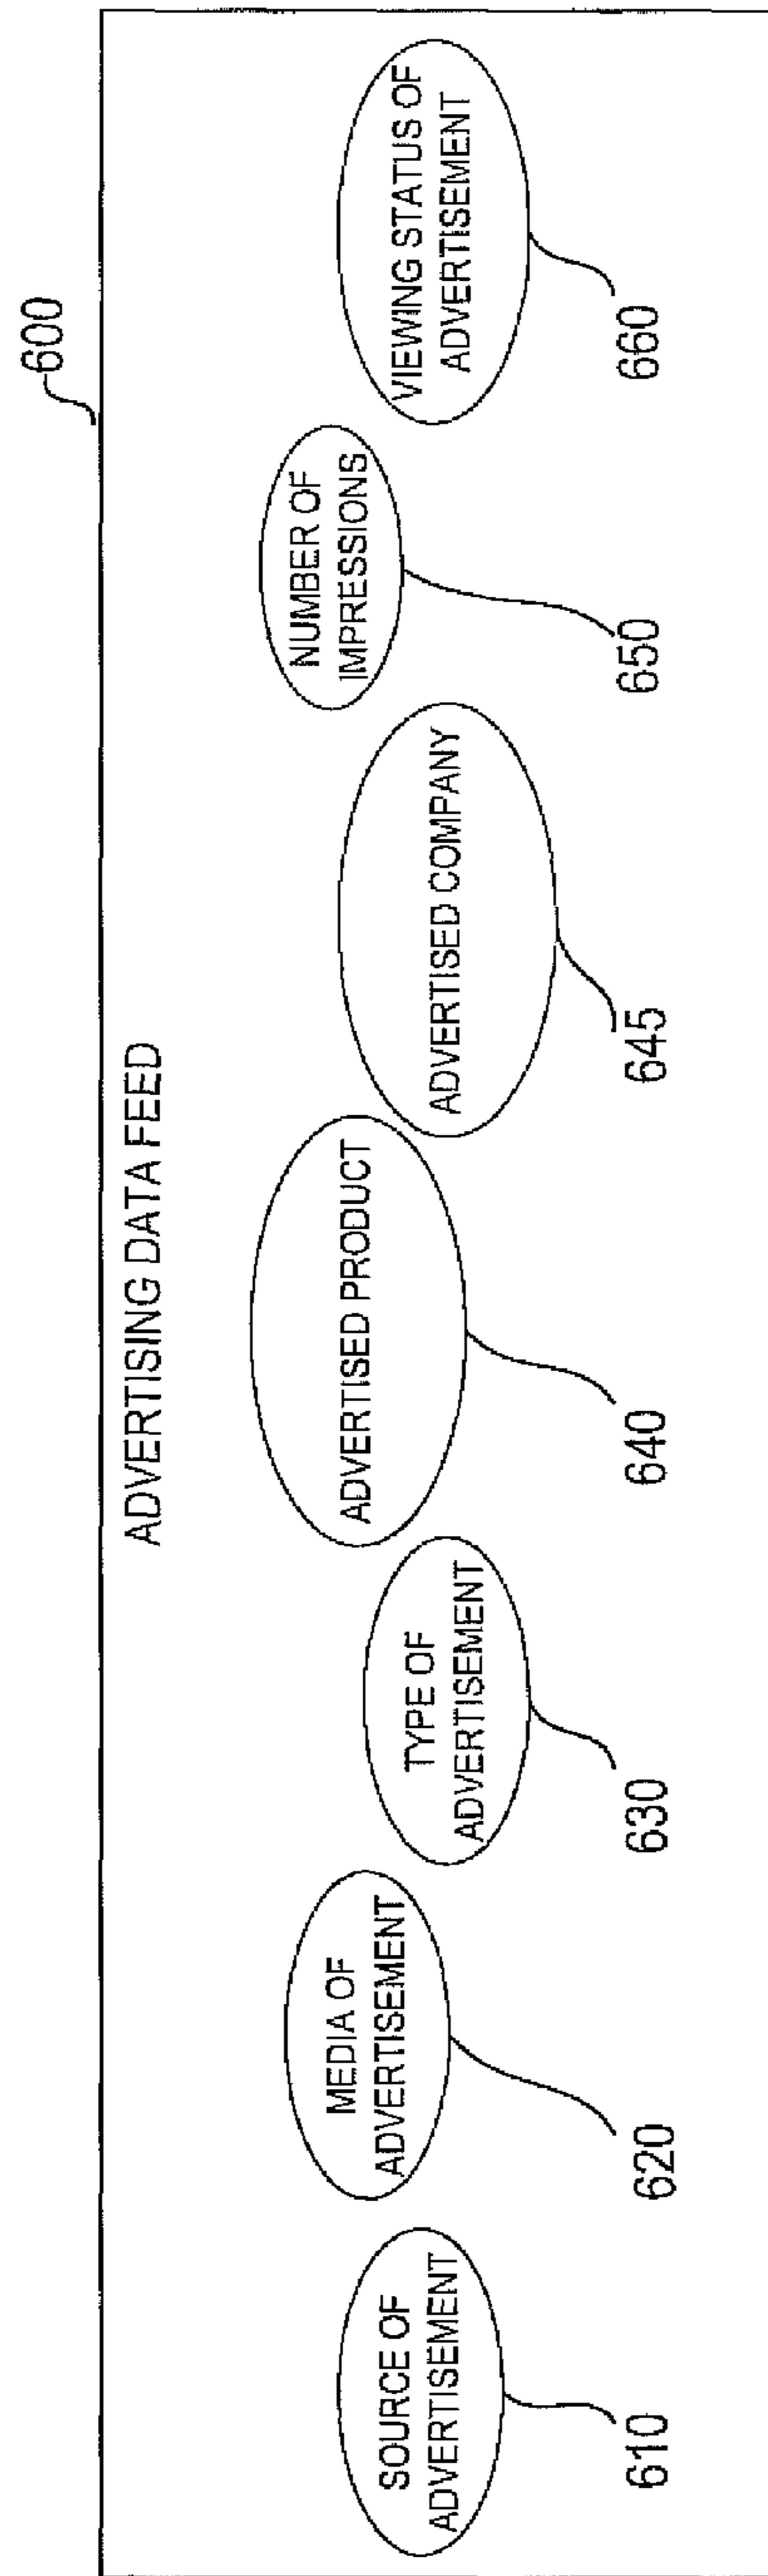 600
ADVERTISING DATA FEED
SOURCE OF
ADVERTISEMENT
MEDIA OF
ADVERTISEMENT
TYPE OF
ADVERTISEMENT
ADVERTISED PRODUCT
ADVERTISED COMPANY
NUMBER OF
IMPRESSIONS
VIEWING STATUS OF
ADVERTISEMENT
610
620
630
640
645
650
660